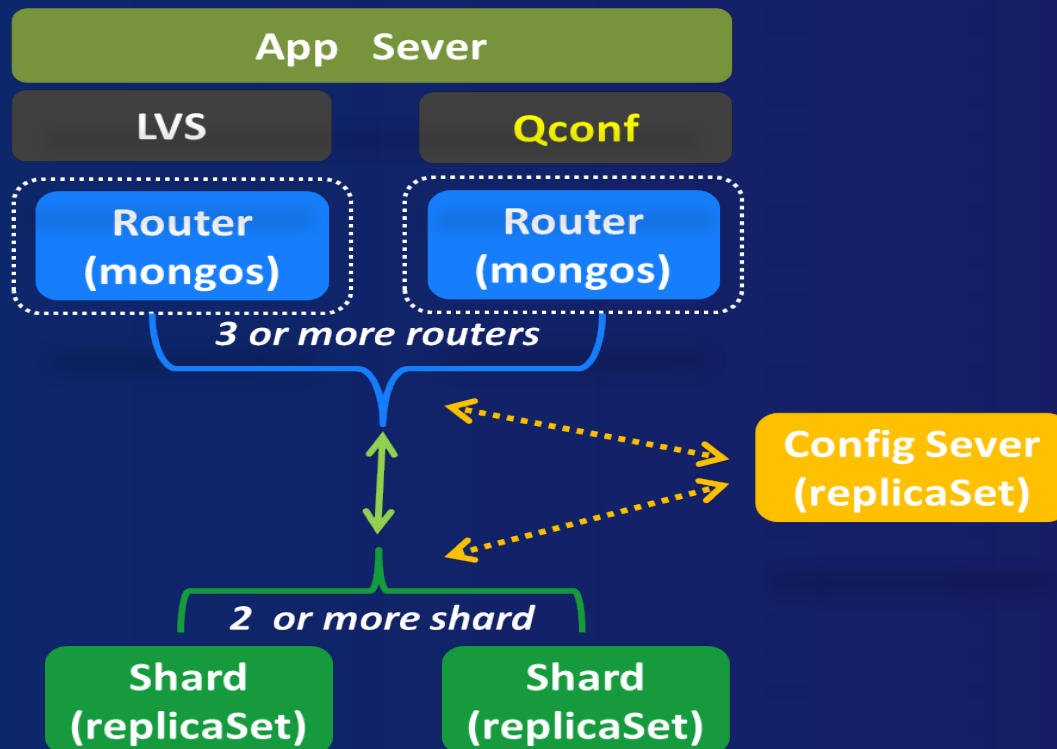 App Sever
LVS
Qconf
Router
(mongos)
Router
(mongos)
3 or more routers
Config Sever
(replicaSet)
2 or more shard
Shard
(replicaSet)
Shard
(replicaSet)